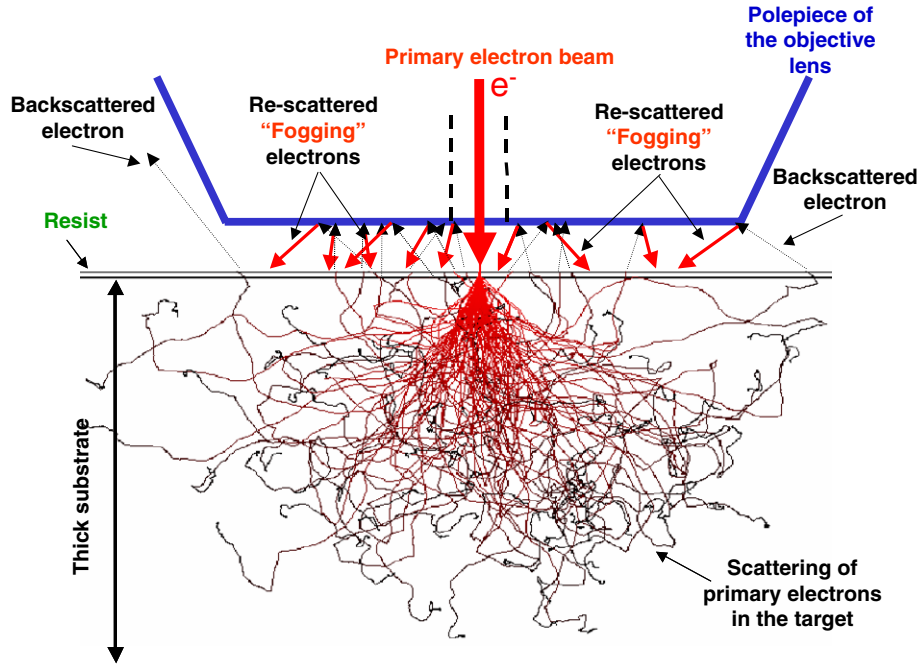 Polepiece of
the objective
lens
Primary electron beam
e-
Backscattered
electron
Re-scattered
“Fogging”
electrons
Re-scattered
“Fogging”
electrons
Backscattered
electron
Resist
Thick substrate
Scattering of
primary electrons
in the target